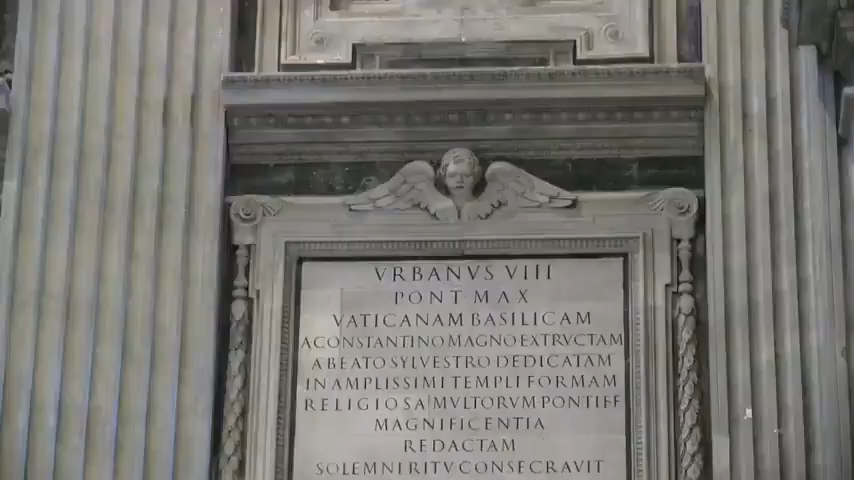 VRBANVS VIII
PONT MAX
VATICANAM BASILICAM
A CONSTANTINO MAGNO EXTRVCTAM
A BEATO SYLVESTRO DEDICATAM
IN AMPLISSIMI TEMPLI FORMAM
RELIGIOSA MVLTORVM PONTIFF
MAGNIFICENTIA
REDACTAM
SOLEMNI RITV CONSECRAVIT